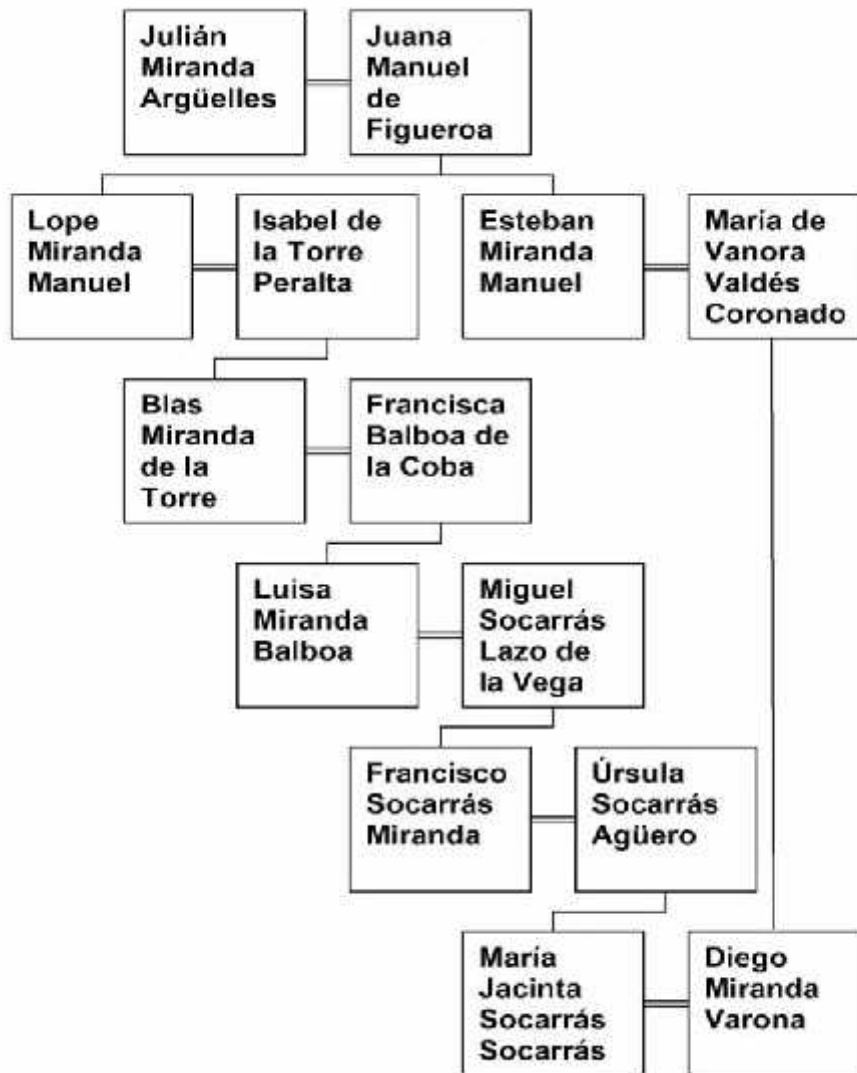 Julián
Miranda
Argüelles
Juana
Manuel
de
Figueroa
Lope
Miranda
Manuel
Isabel de
la Torre
Peralta
Esteban
Miranda
Manuel
María de
Vanora
Valdés
Coronado
Blas
Miranda
de la
Torre
Francisca
Balboa de
la Coba
Luisa
Miranda
Balboa
Miguel
Socarrás
Lazo de
la Vega
Francisco
Socarrás
Miranda
Úrsula
Socarrás
Agüero
María
Jacinta
Socarrás
Socarrás
Diego
Miranda
Varona